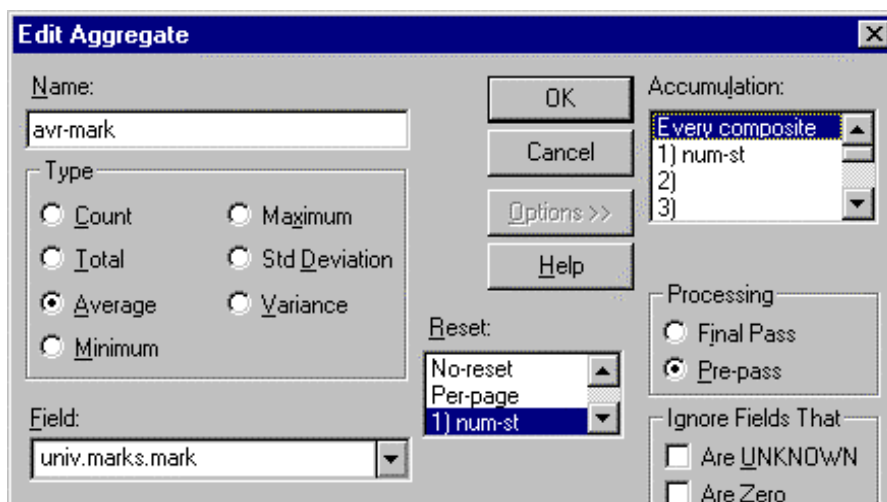 Edit Aggregate
Name:
avr-mark
Type
Count
Maximum
Total
Std Deviation
Average
Variance
Minimum
Field:
univ.marks.mark
OK
Cancel
Options >>
Help
Reset:
No-reset
Per-page
1) num-st
Accumulation:
Every composite
1) num-st
2)
3)
Processing
Final Pass
Pre-pass
Ignore Fields That
Are UNKNOWN
Are Zero